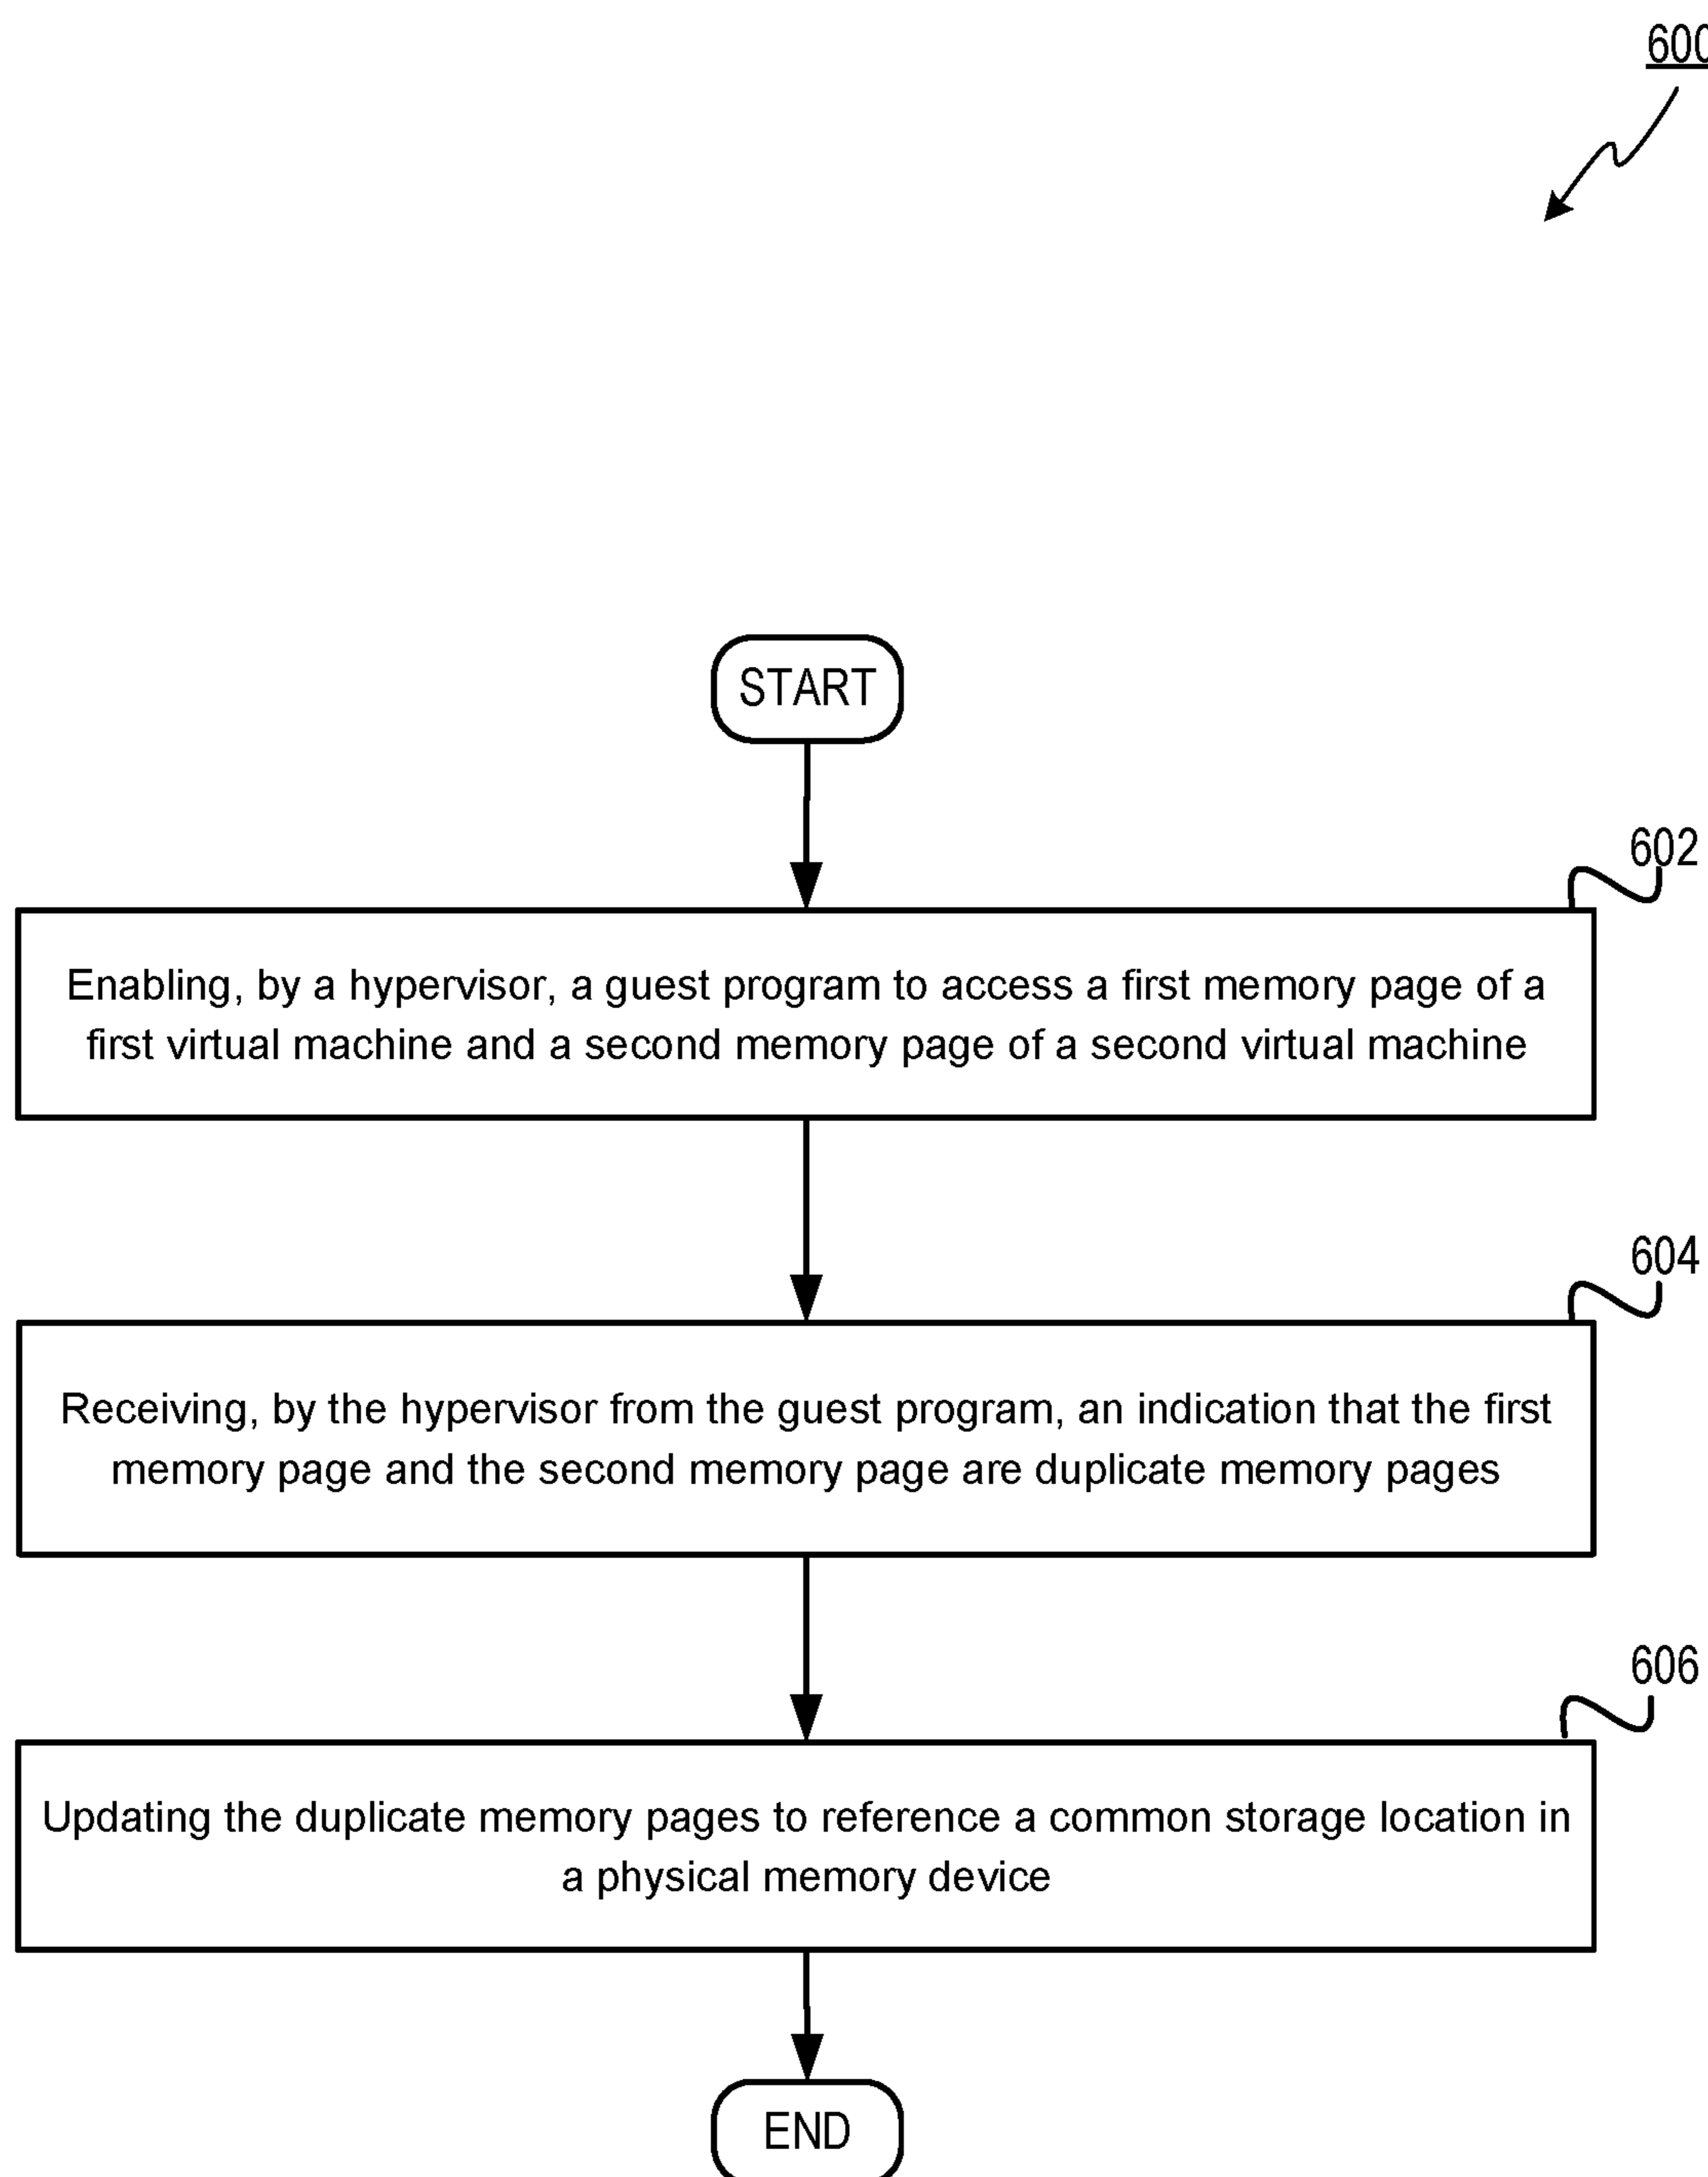 600
START
602
Enabling, by a hypervisor, a guest program to access a first memory page of a
first virtual machine and a second memory page of a second virtual machine
604
Receiving, by the hypervisor from the guest program, an indication that the first
memory page and the second memory page are duplicate memory pages
606
Updating the duplicate memory pages to reference a common storage location in
a physical memory device
END